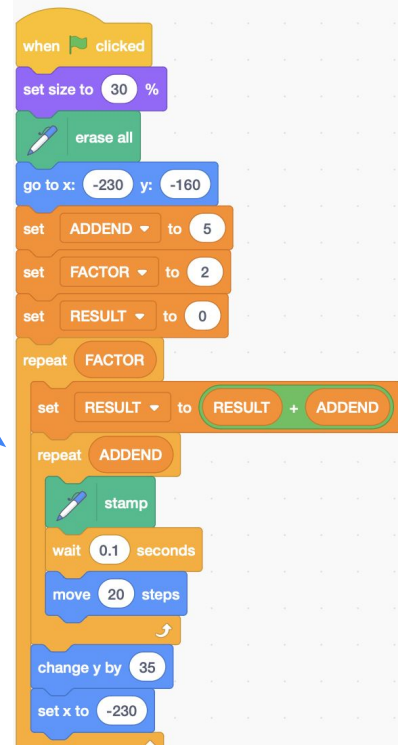 when clicked
set size to 30 %
erase all
go to x: -230 y: -160
set ADDEND to 5
set FACTOR to 2
set RESULT to 0
repeat FACTOR
set RESULT to RESULT + ADDEND
repeat ADDEND
stamp
wait 0.1 seconds
move 20 steps
change y by 35
set x to -230